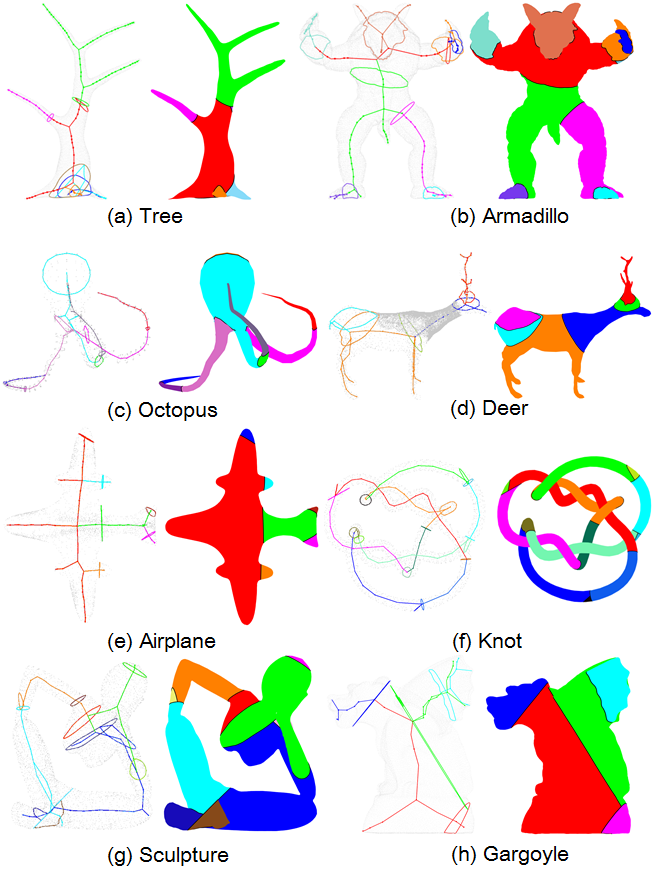 (a) Tree
(b) Armadillo
(c) Octopus
(d) Deer
(e) Airplane
(f) Knot
(g) Sculpture
(h) Gargoyle